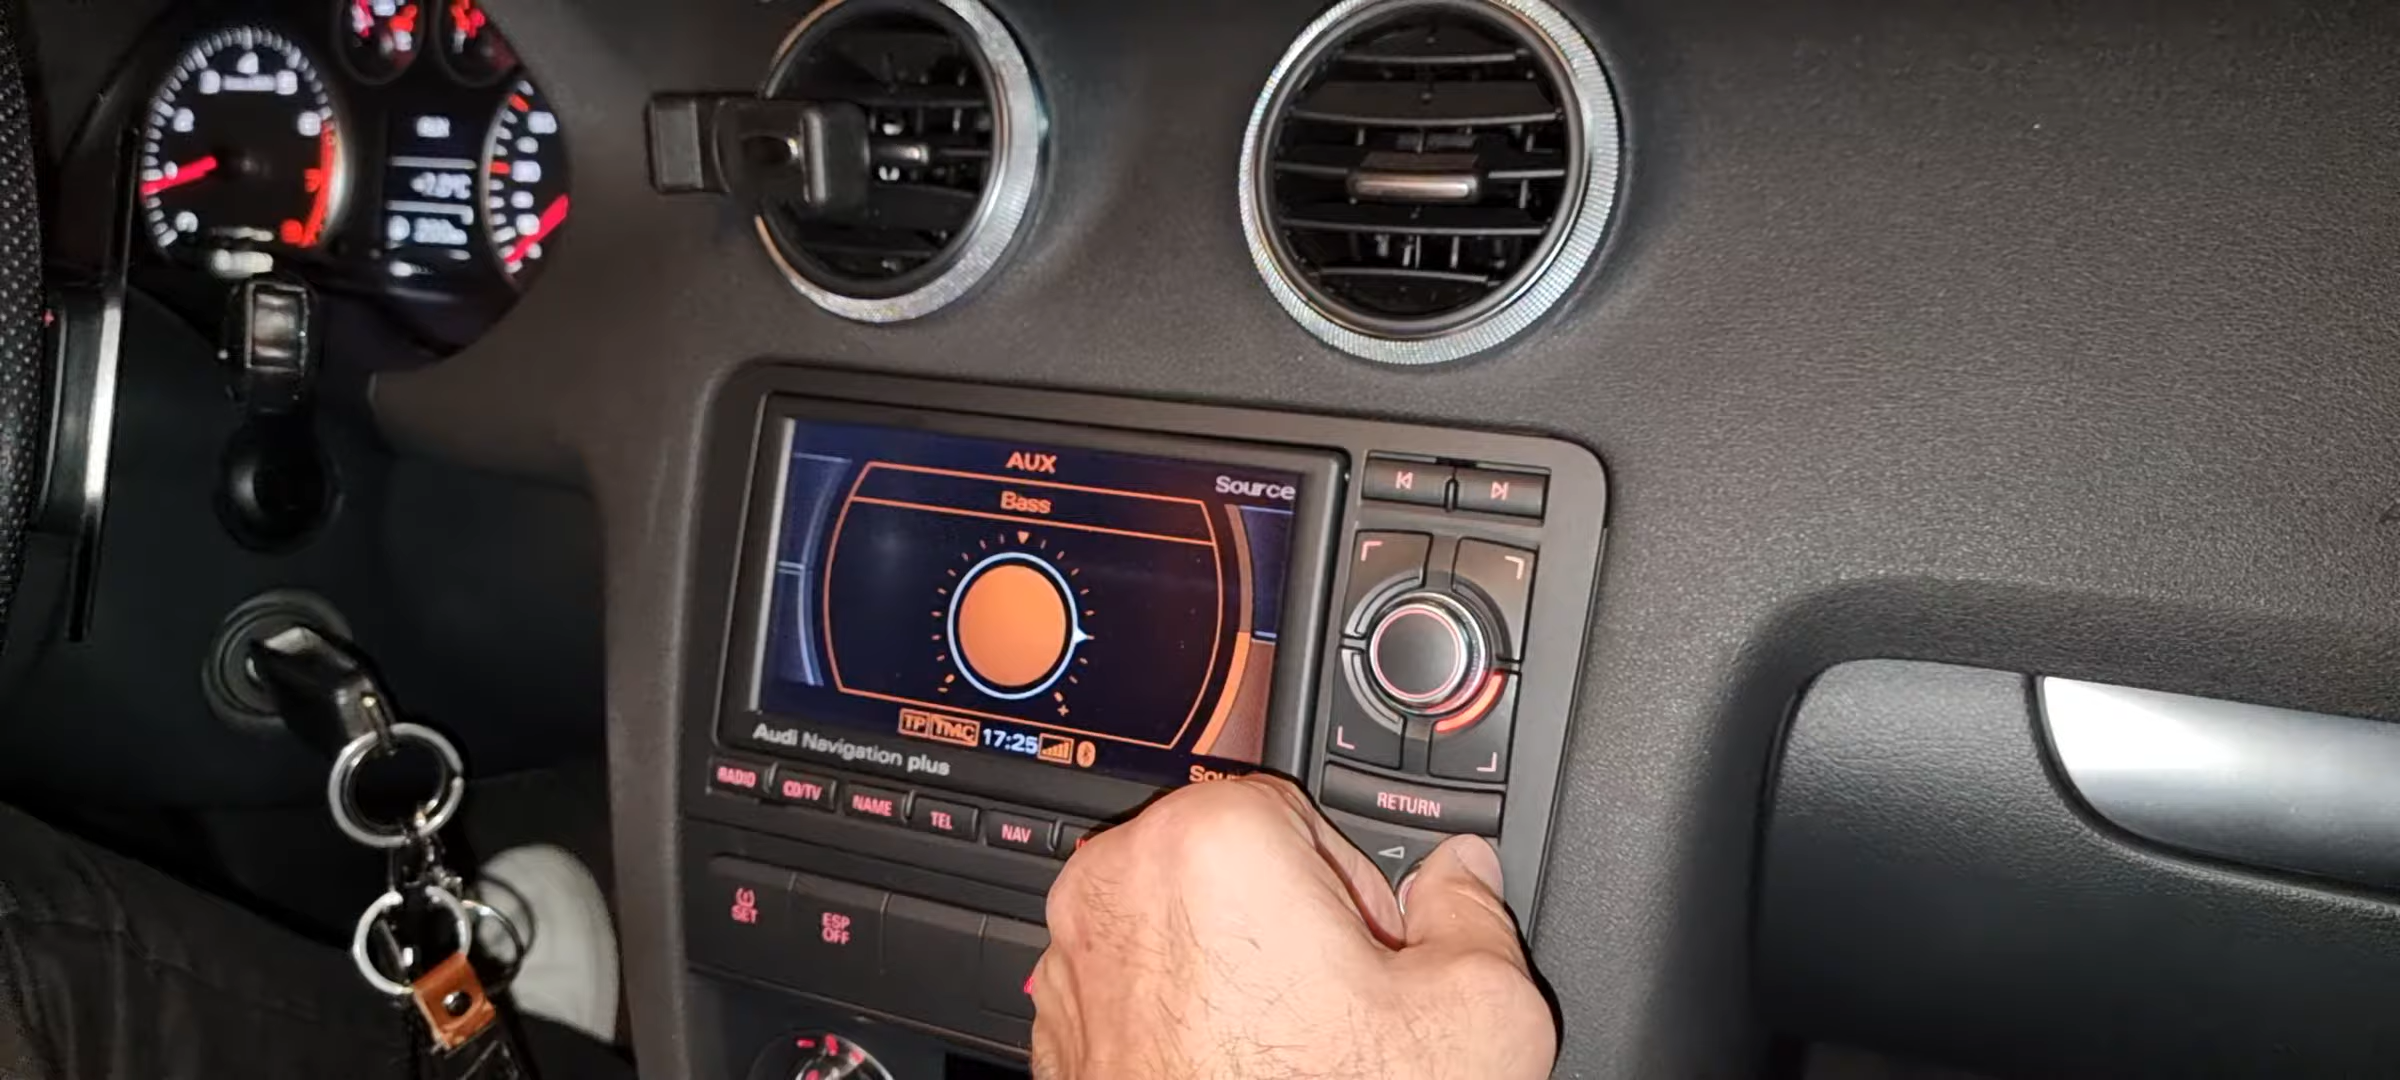 AUX
Source
Bass
TP TMC 17:25
Audi Navigation plus
RADIO
CD/TV
NAME
TEL
NAV
RETURN
SET
ESP
OFF